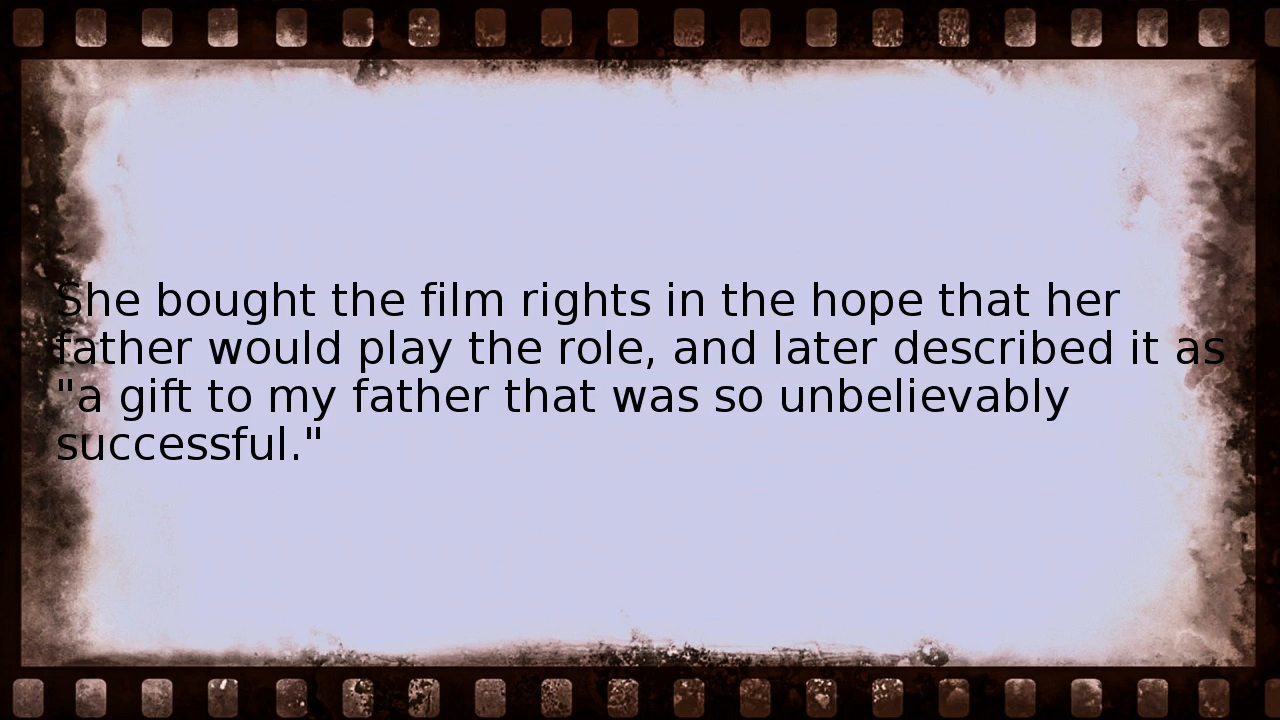 She bought the film rights in the hope that her
father would play the role, and later described it as
"a gift to my father that was so unbelievably
successful."